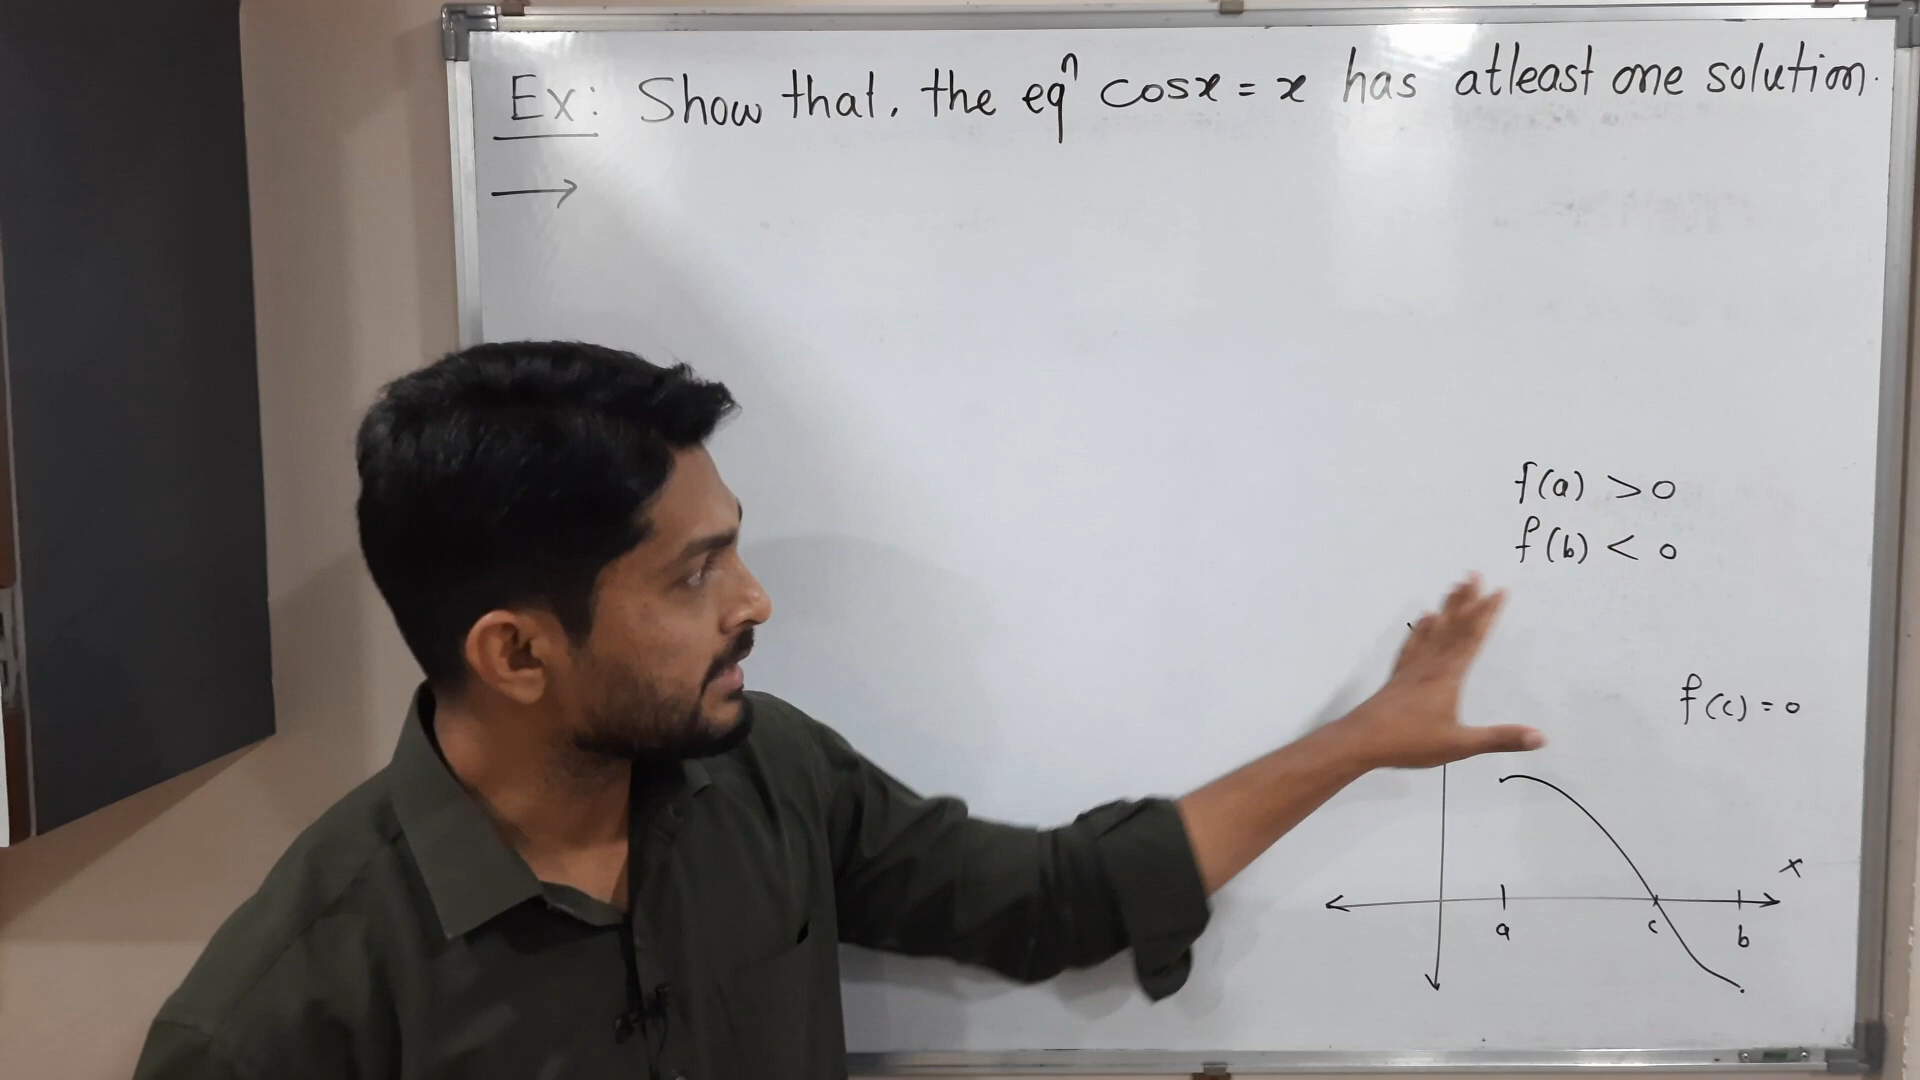 Ex: Show that, the eqⁿ cosx = x has atleast one solution.
→
f(a) > 0
f(b) < 0
f(c) = 0
x
a c b